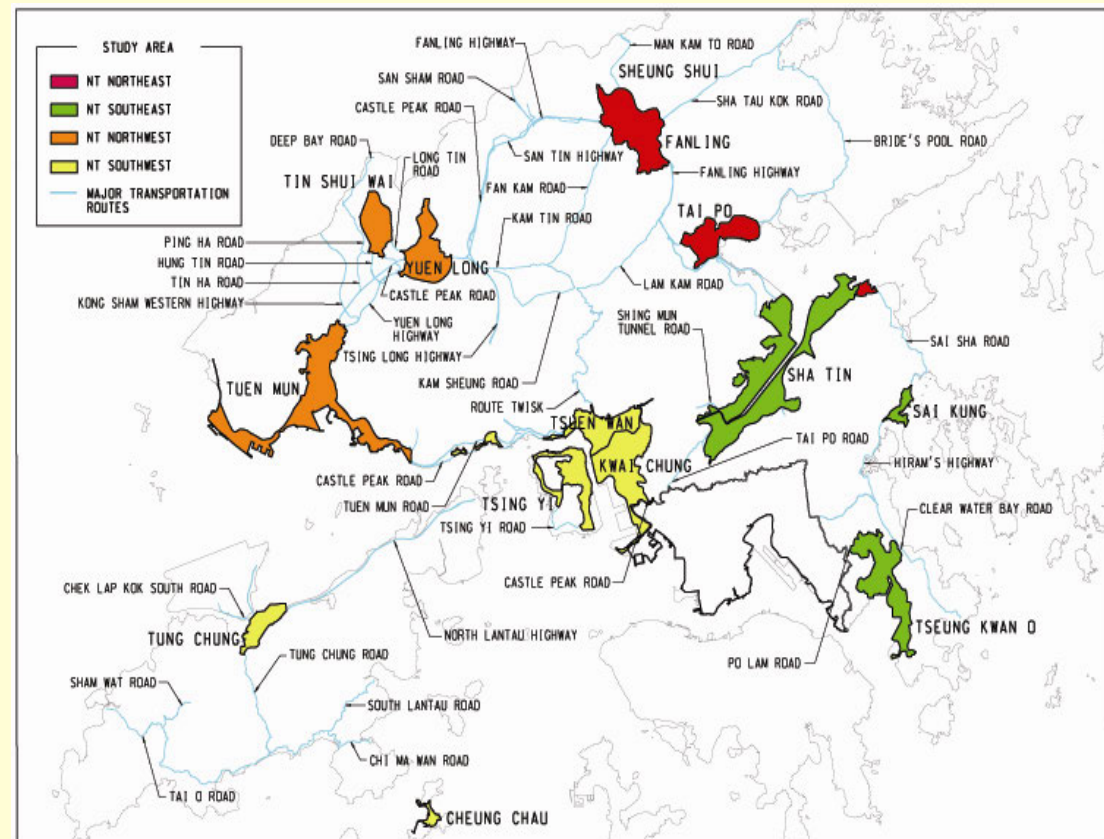 STUDY AREA
NT NORTHEAST
NT SOUTHEAST
NT NORTHWEST
NT SOUTHWEST
MAJOR TRANSPORTATION
ROUTES
FANLING HIGHWAY
MAN KAM TO ROAD
SAN SHAM ROAD
SHEUNG SHUI
CASTLE PEAK ROAD
SHA TAU KOK ROAD
DEEP BAY ROAD
LONG TIN
ROAD
SAN TIN HIGHWAY
FANLING
BRIDE'S POOL ROAD
TIN SHUI WAI
FAN KAM ROAD
FANLING HIGHWAY
KAM TIN ROAD
TAI PO
PING HA ROAD
HUNG TIN ROAD
YUEN LONG
TIN HA ROAD
CASTLE PEAK ROAD
LAM KAM ROAD
KONG SHAM WESTERN HIGHWAY
YUEN LONG
HIGHWAY
SHING MUN
TUNNEL ROAD
TSING LONG HIGHWAY
SAI SHA ROAD
TUEN MUN
KAM SHEUNG ROAD
SHA TIN
ROUTE TWISK
SAI KUNG
TSUEN WAN
TAI PO ROAD
KWAI CHUNG
HIRAM'S HIGHWAY
CASTLE PEAK ROAD
TUEN MUN ROAD
TSING YI
CLEAR WATER BAY ROAD
TSING YI ROAD
CHEK LAP KOK SOUTH ROAD
CASTLE PEAK ROAD
TUNG CHUNG
NORTH LANTAU HIGHWAY
TSEUNG KWAN O
TUNG CHUNG ROAD
PO LAM ROAD
SHAM WAT ROAD
SOUTH LANTAU ROAD
CHI MA WAN ROAD
TAI O ROAD
CHEUNG CHAU